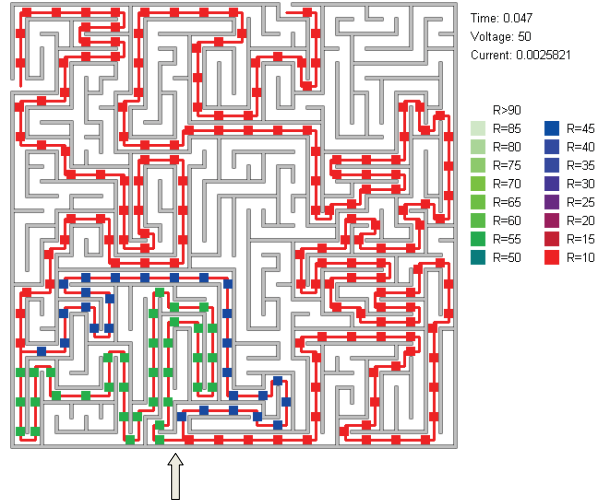 Time: 0.047
Voltage: 50
Current: 0.0025821
R>90
R=85 R=45
R=80 R=40
R=75 R=35
R=70 R=30
R=65 R=25
R=60 R=20
R=55 R=15
R=50 R=10